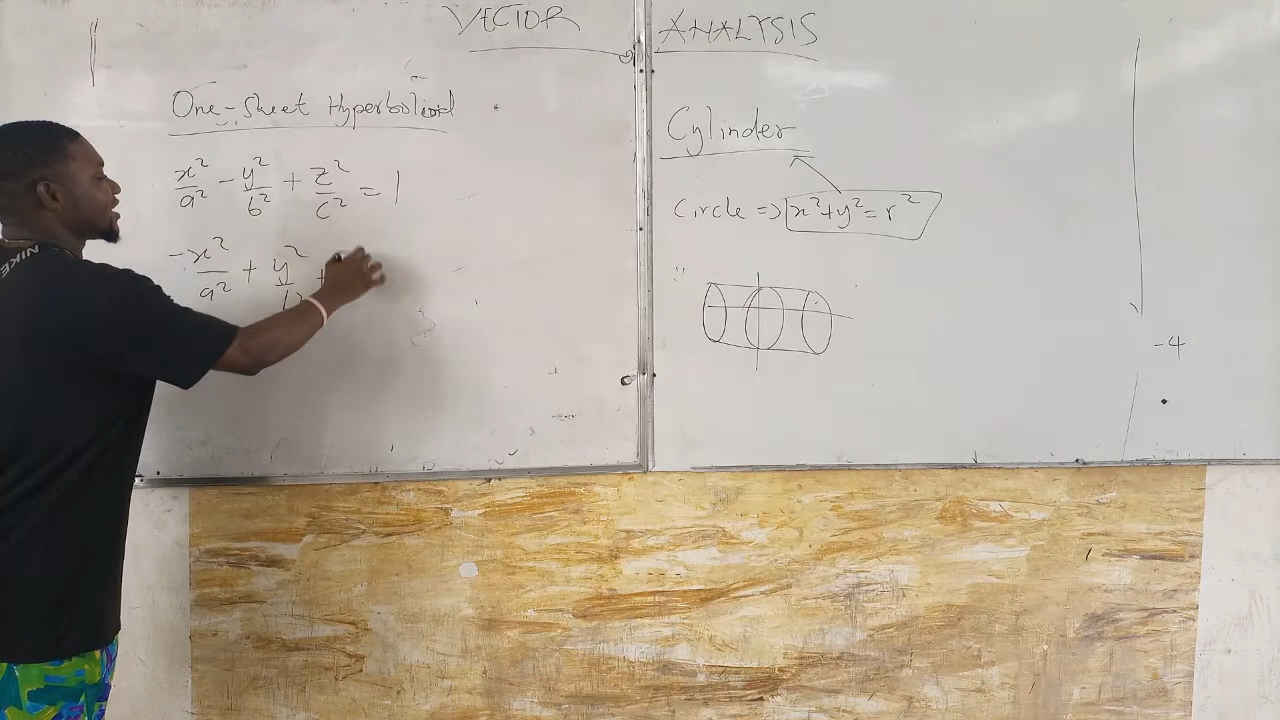 VECTOR ANALYSIS
One-Sheet Hyperboloid
x²/a² - y²/b² + z²/c² = 1
-x²/a² + y²/b² +
Cylinder
Circle => x²+y²=r²
-4
NIKE